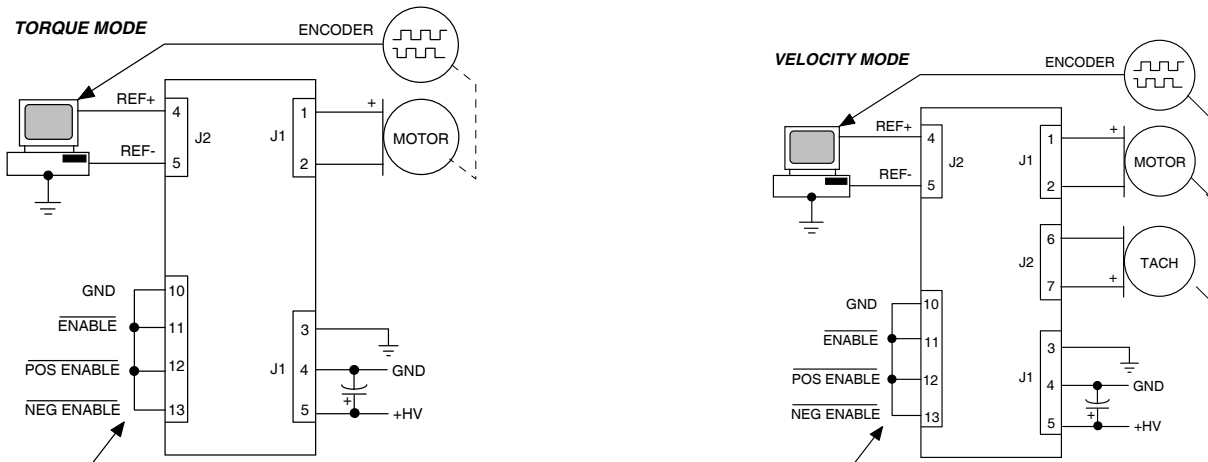 TORQUE MODE
ENCODER
REF+
4
J2
J1
1
+
MOTOR
REF-
5
2
GND
10
ENABLE
11
POS ENABLE
12
NEG ENABLE
13
3
J1
4
GND
+
5
+HV
VELOCITY MODE
ENCODER
REF+
4
J2
J1
1
+
MOTOR
REF-
5
2
6
J2
TACH
7
+
GND
10
ENABLE
11
POS ENABLE
12
NEG ENABLE
13
3
J1
4
GND
+
5
+HV